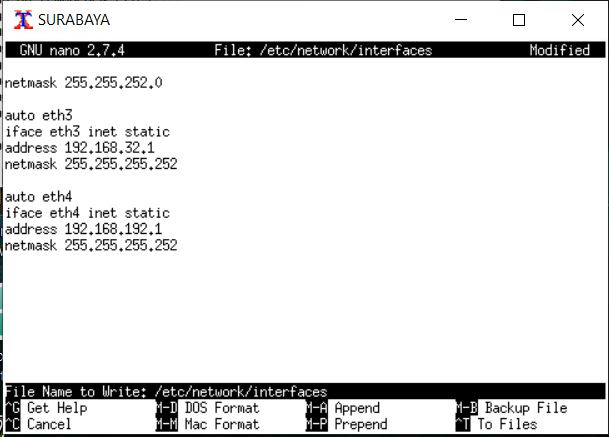 SURABAYA
GNU nano 2.7.4 File: /etc/network/interfaces Modified
netmask 255.255.252.0
auto eth3
iface eth3 inet static
address 192.168.32.1
netmask 255.255.255.252
auto eth4
iface eth4 inet static
address 192.168.192.1
netmask 255.255.255.252
File Name to Write: /etc/network/interfaces
^G Get Help M-D DOS Format M-A Append M-B Backup File
^C Cancel M-M Mac Format M-P Prepend ^T To Files